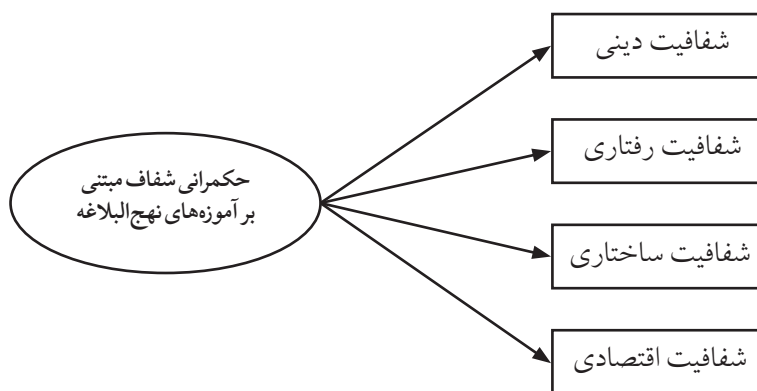 شفافیت دینی
شفافیت رفتاری
حکمرانی شفاف مبتنی
بر آموزه‌های نهج‌البلاغه
شفافیت ساختاری
شفافیت اقتصادی